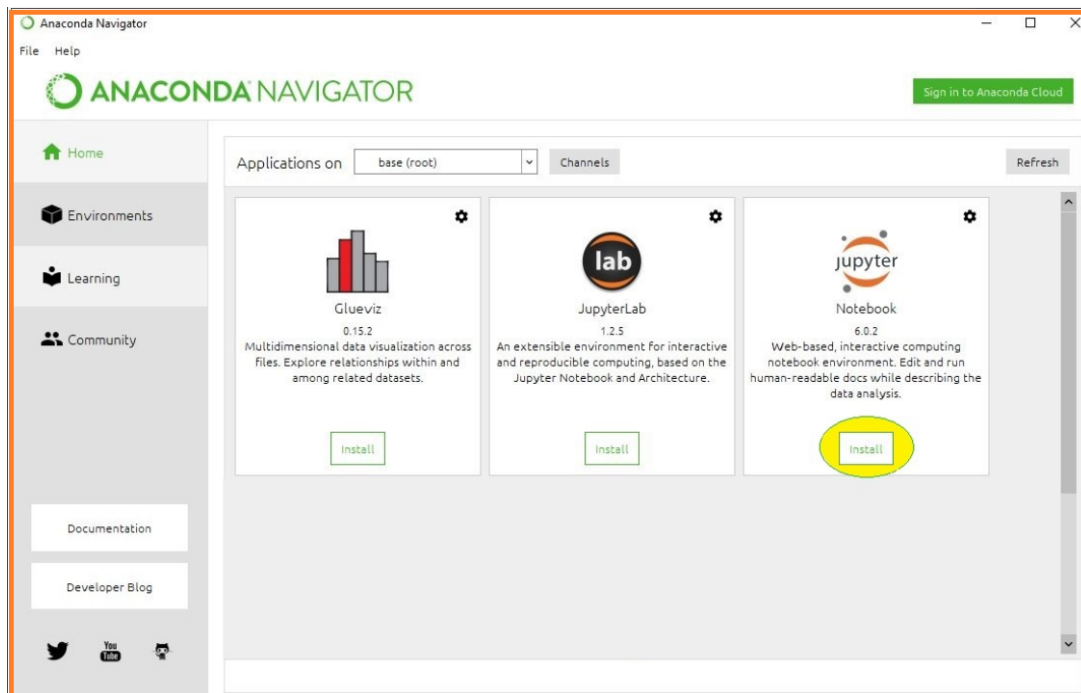 Anaconda Navigator
File Help
ANACONDA NAVIGATOR
Sign in to Anaconda Cloud
Home
Environments
Learning
Community
Documentation
Developer Blog
You
Tube
Applications on base (root) Channels Refresh
Glueviz
0.15.2
Multidimensional data visualization across
files. Explore relationships within and
among related datasets.
Install
lab
JupyterLab
1.2.5
An extensible environment for interactive
and reproducible computing, based on the
Jupyter Notebook and Architecture.
Install
jupyter
Notebook
6.0.2
Web-based, interactive computing
notebook environment. Edit and run
human-readable docs while describing the
data analysis.
Install